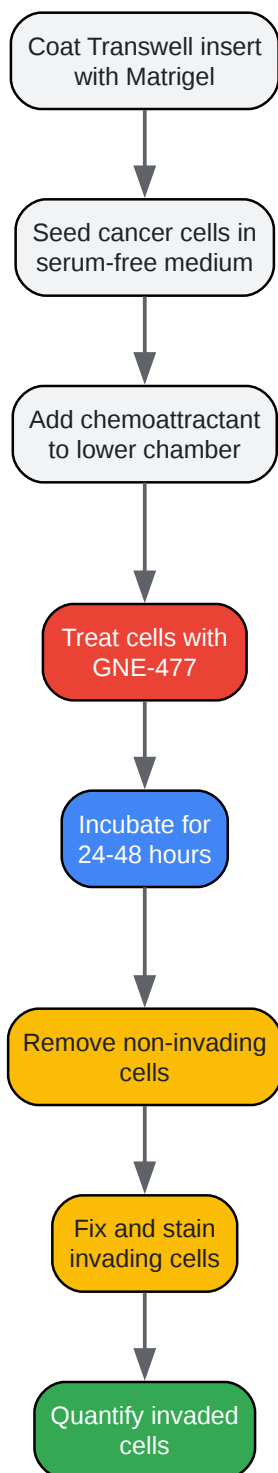 Coat Transwell insert
with Matrigel
Seed cancer cells in
serum-free medium
Add chemoattractant
to lower chamber
Treat cells with
GNE-477
Incubate for
24-48 hours
Remove non-invading
cells
Fix and stain
invading cells
Quantify invaded
cells